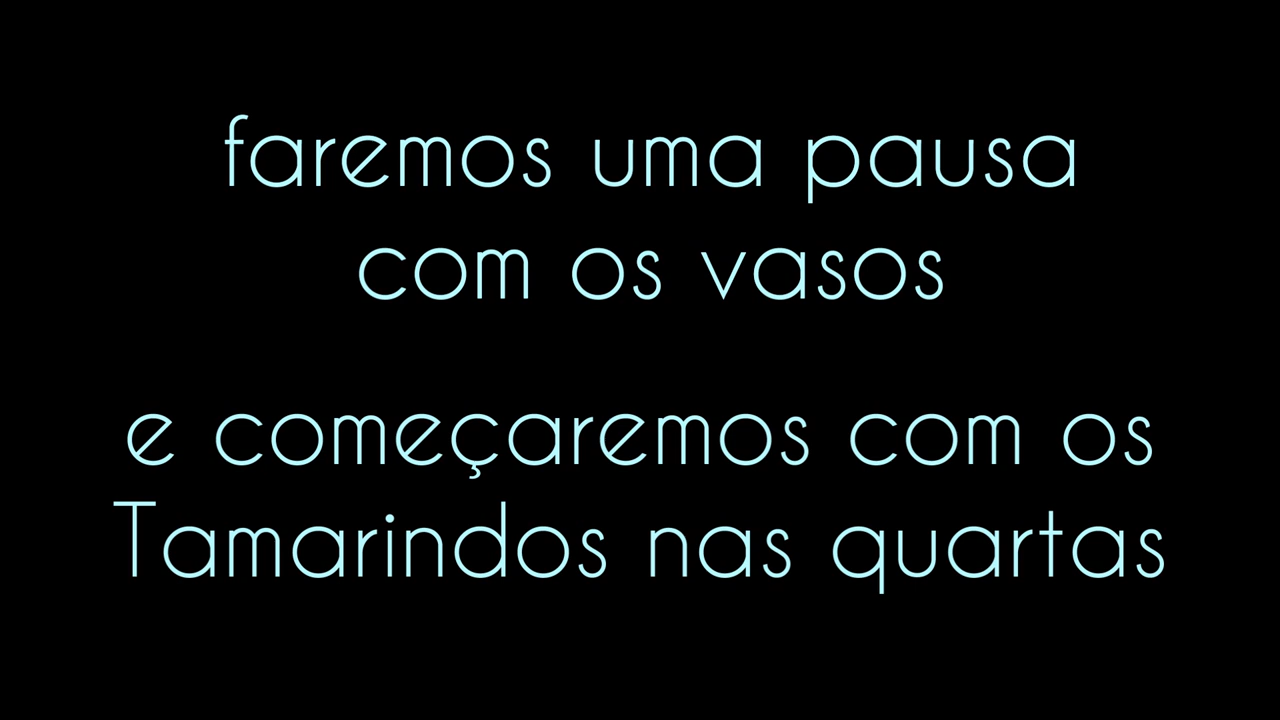 faremos uma pausa
com os vasos
e começaremos com os
Tamarindos nas quartas